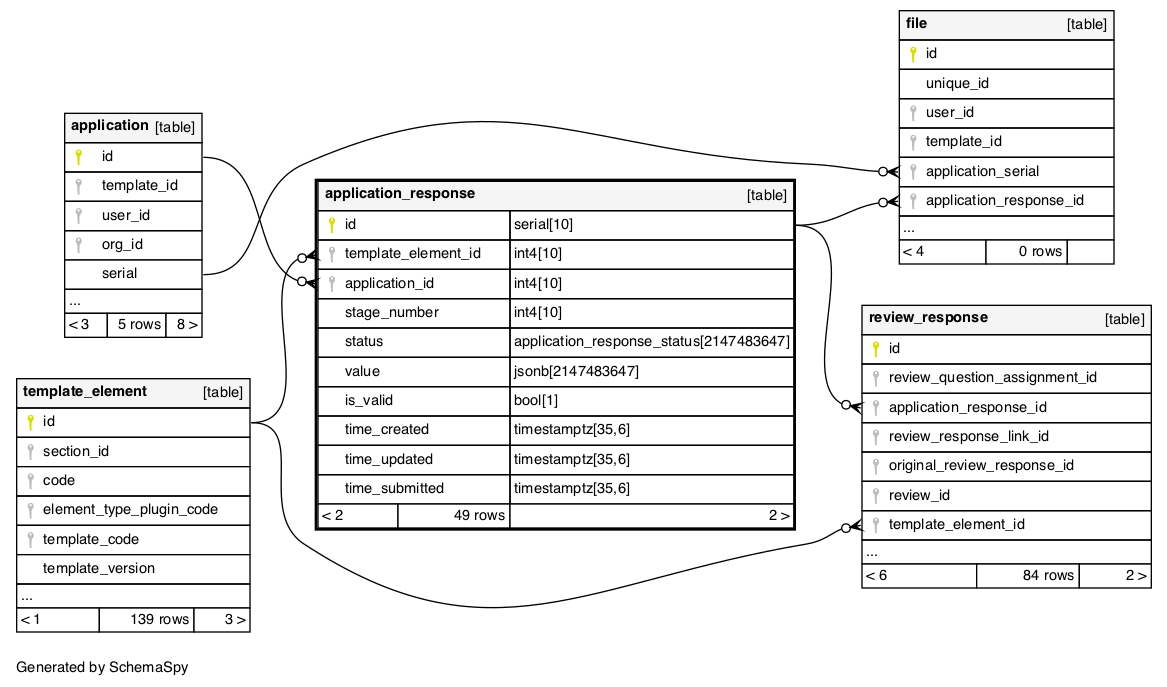 file [table]
id
unique_id
user_id
template_id
application_serial
application_response_id
...
< 4 0 rows
application [table]
id
template_id
user_id
org_id
serial
...
< 3 5 rows 8 >
application_response [table]
id serial[10]
template_element_id int4[10]
application_id int4[10]
stage_number int4[10]
status application_response_status[2147483647]
value jsonb[2147483647]
is_valid bool[1]
time_created timestamptz[35,6]
time_updated timestamptz[35,6]
time_submitted timestamptz[35,6]
< 2 49 rows 2 >
review_response [table]
id
review_question_assignment_id
application_response_id
review_response_link_id
original_review_response_id
review_id
template_element_id
...
< 6 84 rows 2 >
template_element [table]
id
section_id
code
element_type_plugin_code
template_code
template_version
...
< 1 139 rows 3 >
Generated by SchemaSpy